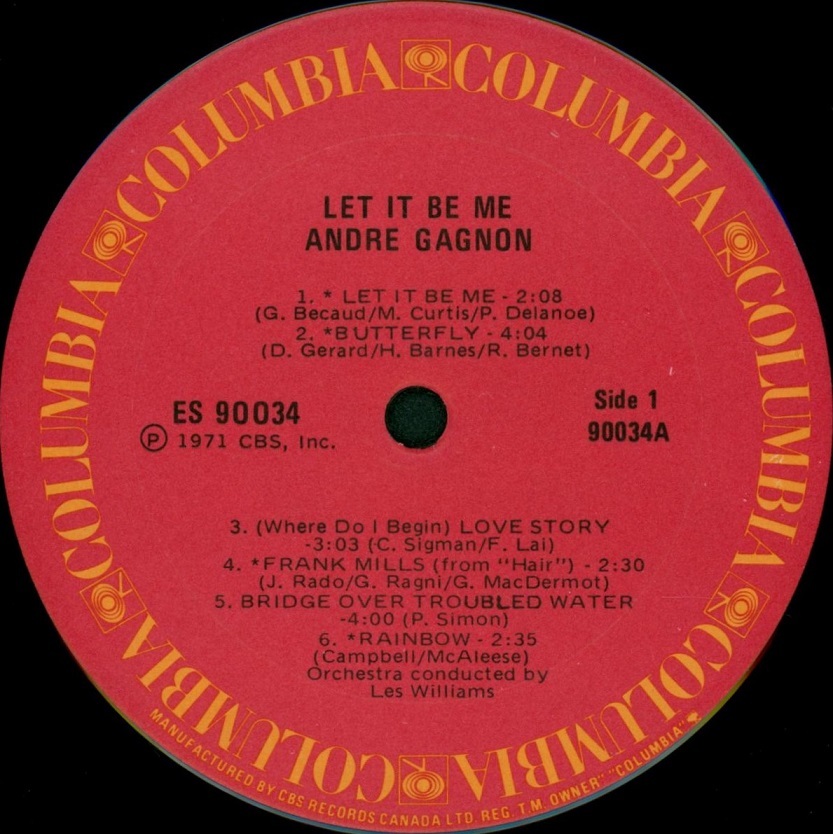 COLUMBIA COLUMBIA COLUMBIA COLUMBIA COLUMBIA COLUMBIA COLUMBIA COLUMBIA
LET IT BE ME
ANDRE GAGNON
1. * LET IT BE ME - 2:08
(G. Becaud/M. Curtis/P. Delanoe)
2. *BUTTERFLY - 4:04
(D. Gerard/H. Barnes/R. Bernet)
ES 90034
Ⓟ 1971 CBS, Inc.
Side 1
90034A
3. (Where Do I Begin) LOVE STORY
-3:03 (C. Sigman/F. Lai)
4. *FRANK MILLS (from "Hair") - 2:30
(J. Rado/G. Ragni/G. MacDermot)
5. BRIDGE OVER TROUBLED WATER
-4:00 (P. Simon)
6. *RAINBOW - 2:35
(Campbell/McAleese)
Orchestra conducted by
Les Williams
MANUFACTURED BY CBS RECORDS CANADA LTD. REG. T.M. OWNER "COLUMBIA"